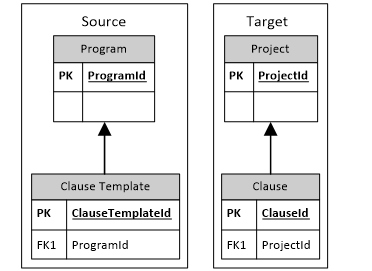 Source
Program
PK ProgramId
Clause Template
PK ClauseTemplateId
FK1 ProgramId
Target
Project
PK ProjectId
Clause
PK ClauseId
FK1 ProjectId